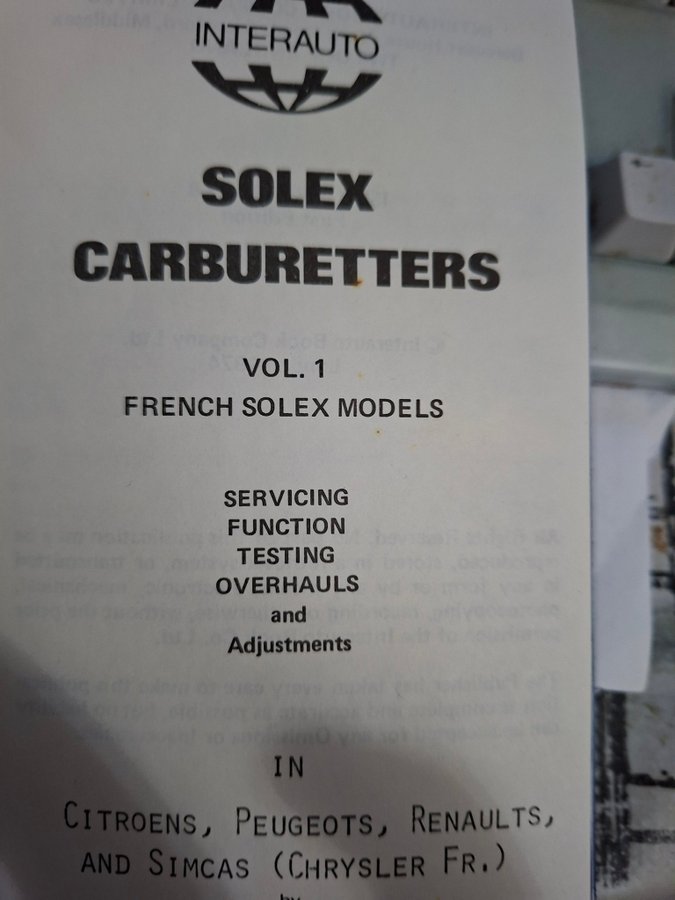 INTERAUTO
SOLEX
CARBURETTERS
VOL. 1
FRENCH SOLEX MODELS
SERVICING
FUNCTION
TESTING
OVERHAULS
and
Adjustments
IN
CITROENS, PEUGEOTS, RENAULTS,
AND SIMCAS (CHRYSLER FR.)
by